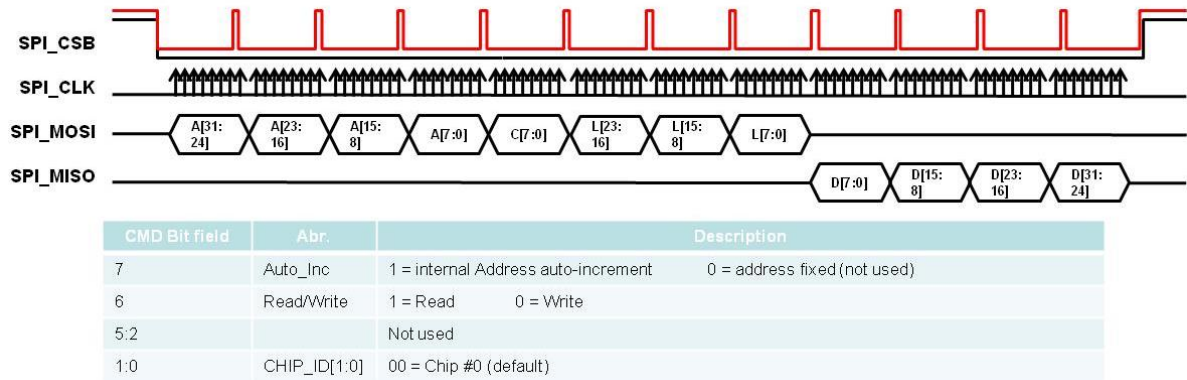 SPI_CSB
SPI_CLK
SPI_MOSI
A[31:
24]
A[23:
16]
A[15:
8]
A[7:0]
C[7:0]
L[23:
16]
L[15:
8]
L[7:0]
SPI_MISO
D[7:0]
D[15:
8]
D[23:
16]
D[31:
24]
CMD Bit field Abr. Description
7 Auto_Inc 1 = internal Address auto-increment 0 = address fixed (not used)
6 Read/Write 1 = Read 0 = Write
5:2 Not used
1:0 CHIP_ID[1:0] 00 = Chip #0 (default)